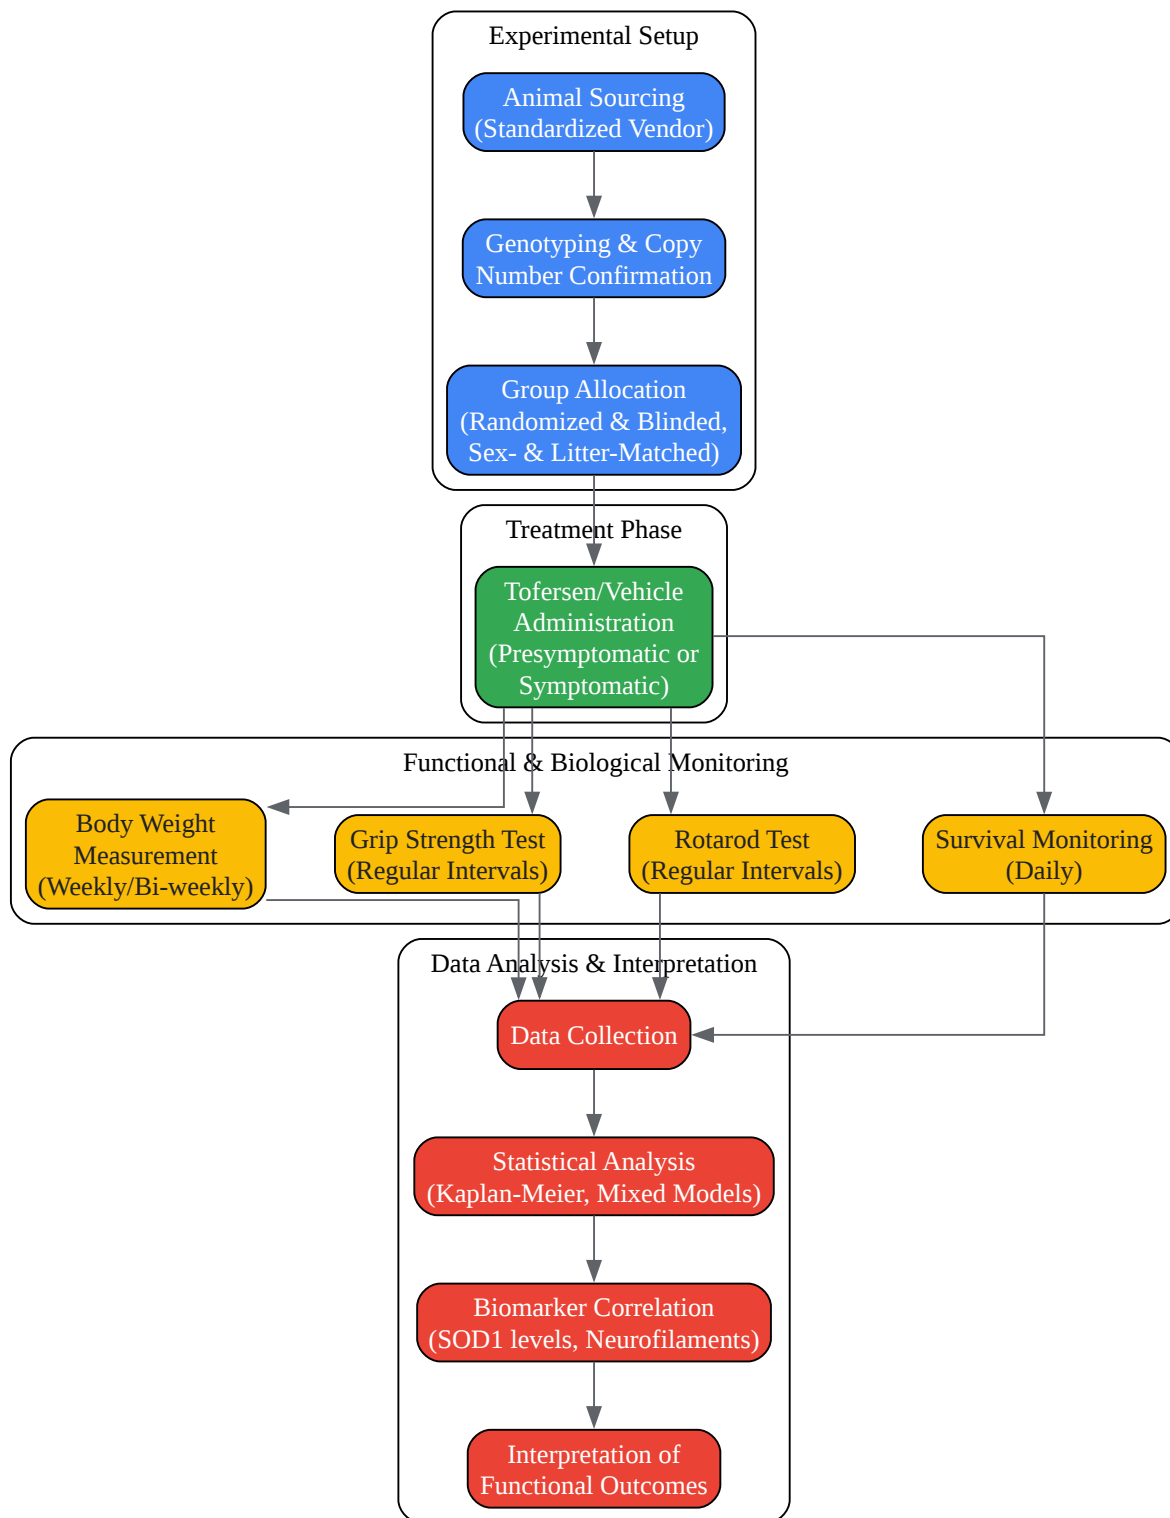 Experimental Setup
Animal Sourcing
(Standardized Vendor)
Genotyping & Copy
Number Confirmation
Group Allocation
(Randomized & Blinded,
Sex- & Litter-Matched)
Treatment Phase
Tofersen/Vehicle
Administration
(Presymptomatic or
Symptomatic)
Functional & Biological Monitoring
Body Weight
Measurement
(Weekly/Bi-weekly)
Grip Strength Test
(Regular Intervals)
Rotarod Test
(Regular Intervals)
Survival Monitoring
(Daily)
Data Analysis & Interpretation
Data Collection
Statistical Analysis
(Kaplan-Meier, Mixed Models)
Biomarker Correlation
(SOD1 levels, Neurofilaments)
Interpretation of
Functional Outcomes